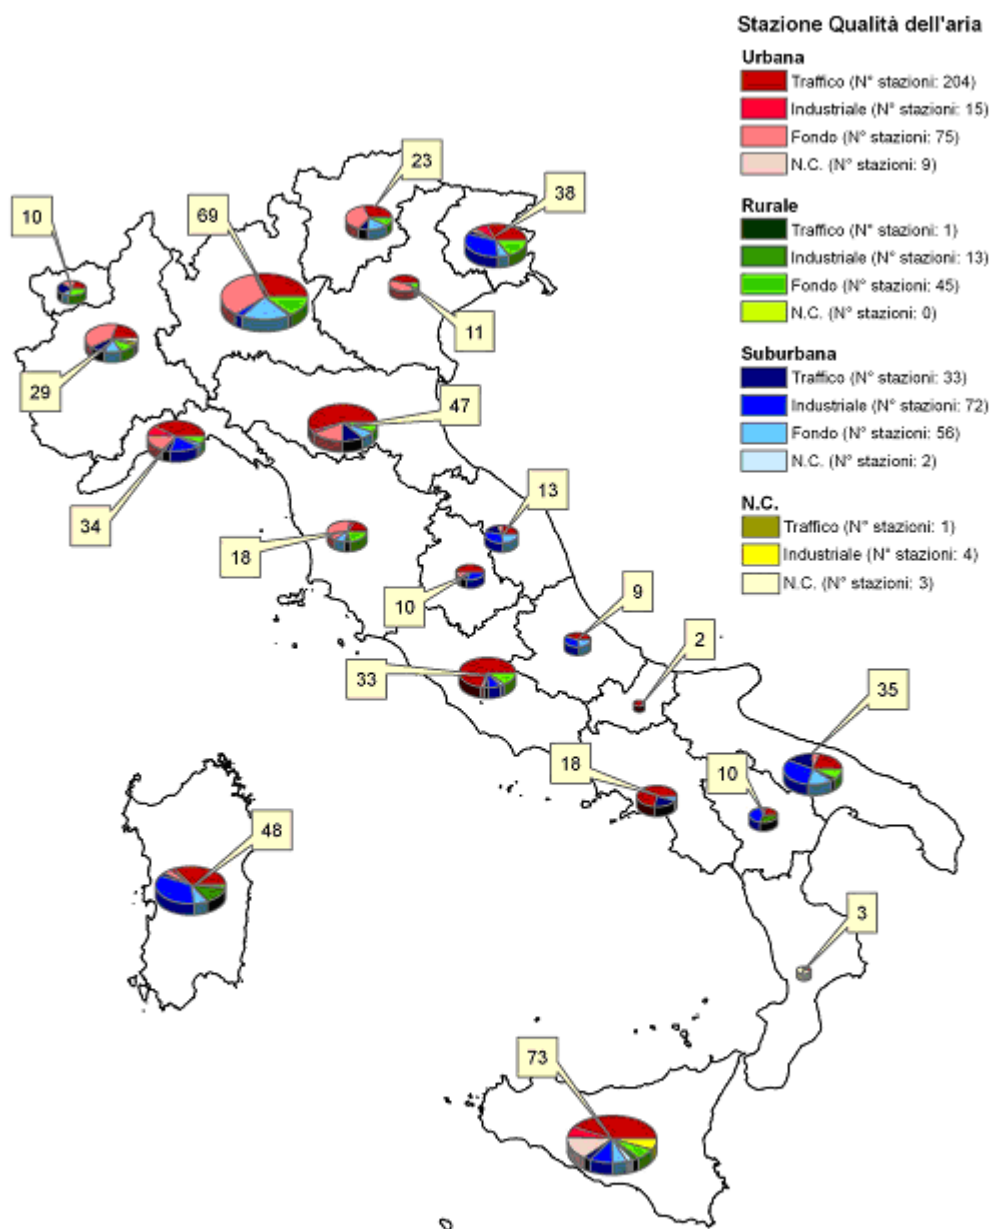 Stazione Qualità dell'aria
Urbana
Traffico (N° stazioni: 204)
Industriale (N° stazioni: 15)
Fondo (N° stazioni: 75)
N.C. (N° stazioni: 9)
Rurale
Traffico (N° stazioni: 1)
Industriale (N° stazioni: 13)
Fondo (N° stazioni: 45)
N.C. (N° stazioni: 0)
Suburbana
Traffico (N° stazioni: 33)
Industriale (N° stazioni: 72)
Fondo (N° stazioni: 56)
N.C. (N° stazioni: 2)
N.C.
Traffico (N° stazioni: 1)
Industriale (N° stazioni: 4)
N.C. (N° stazioni: 3)
23
38
10
69
11
29
47
34
13
18
10
9
2
33
35
18
10
48
3
73